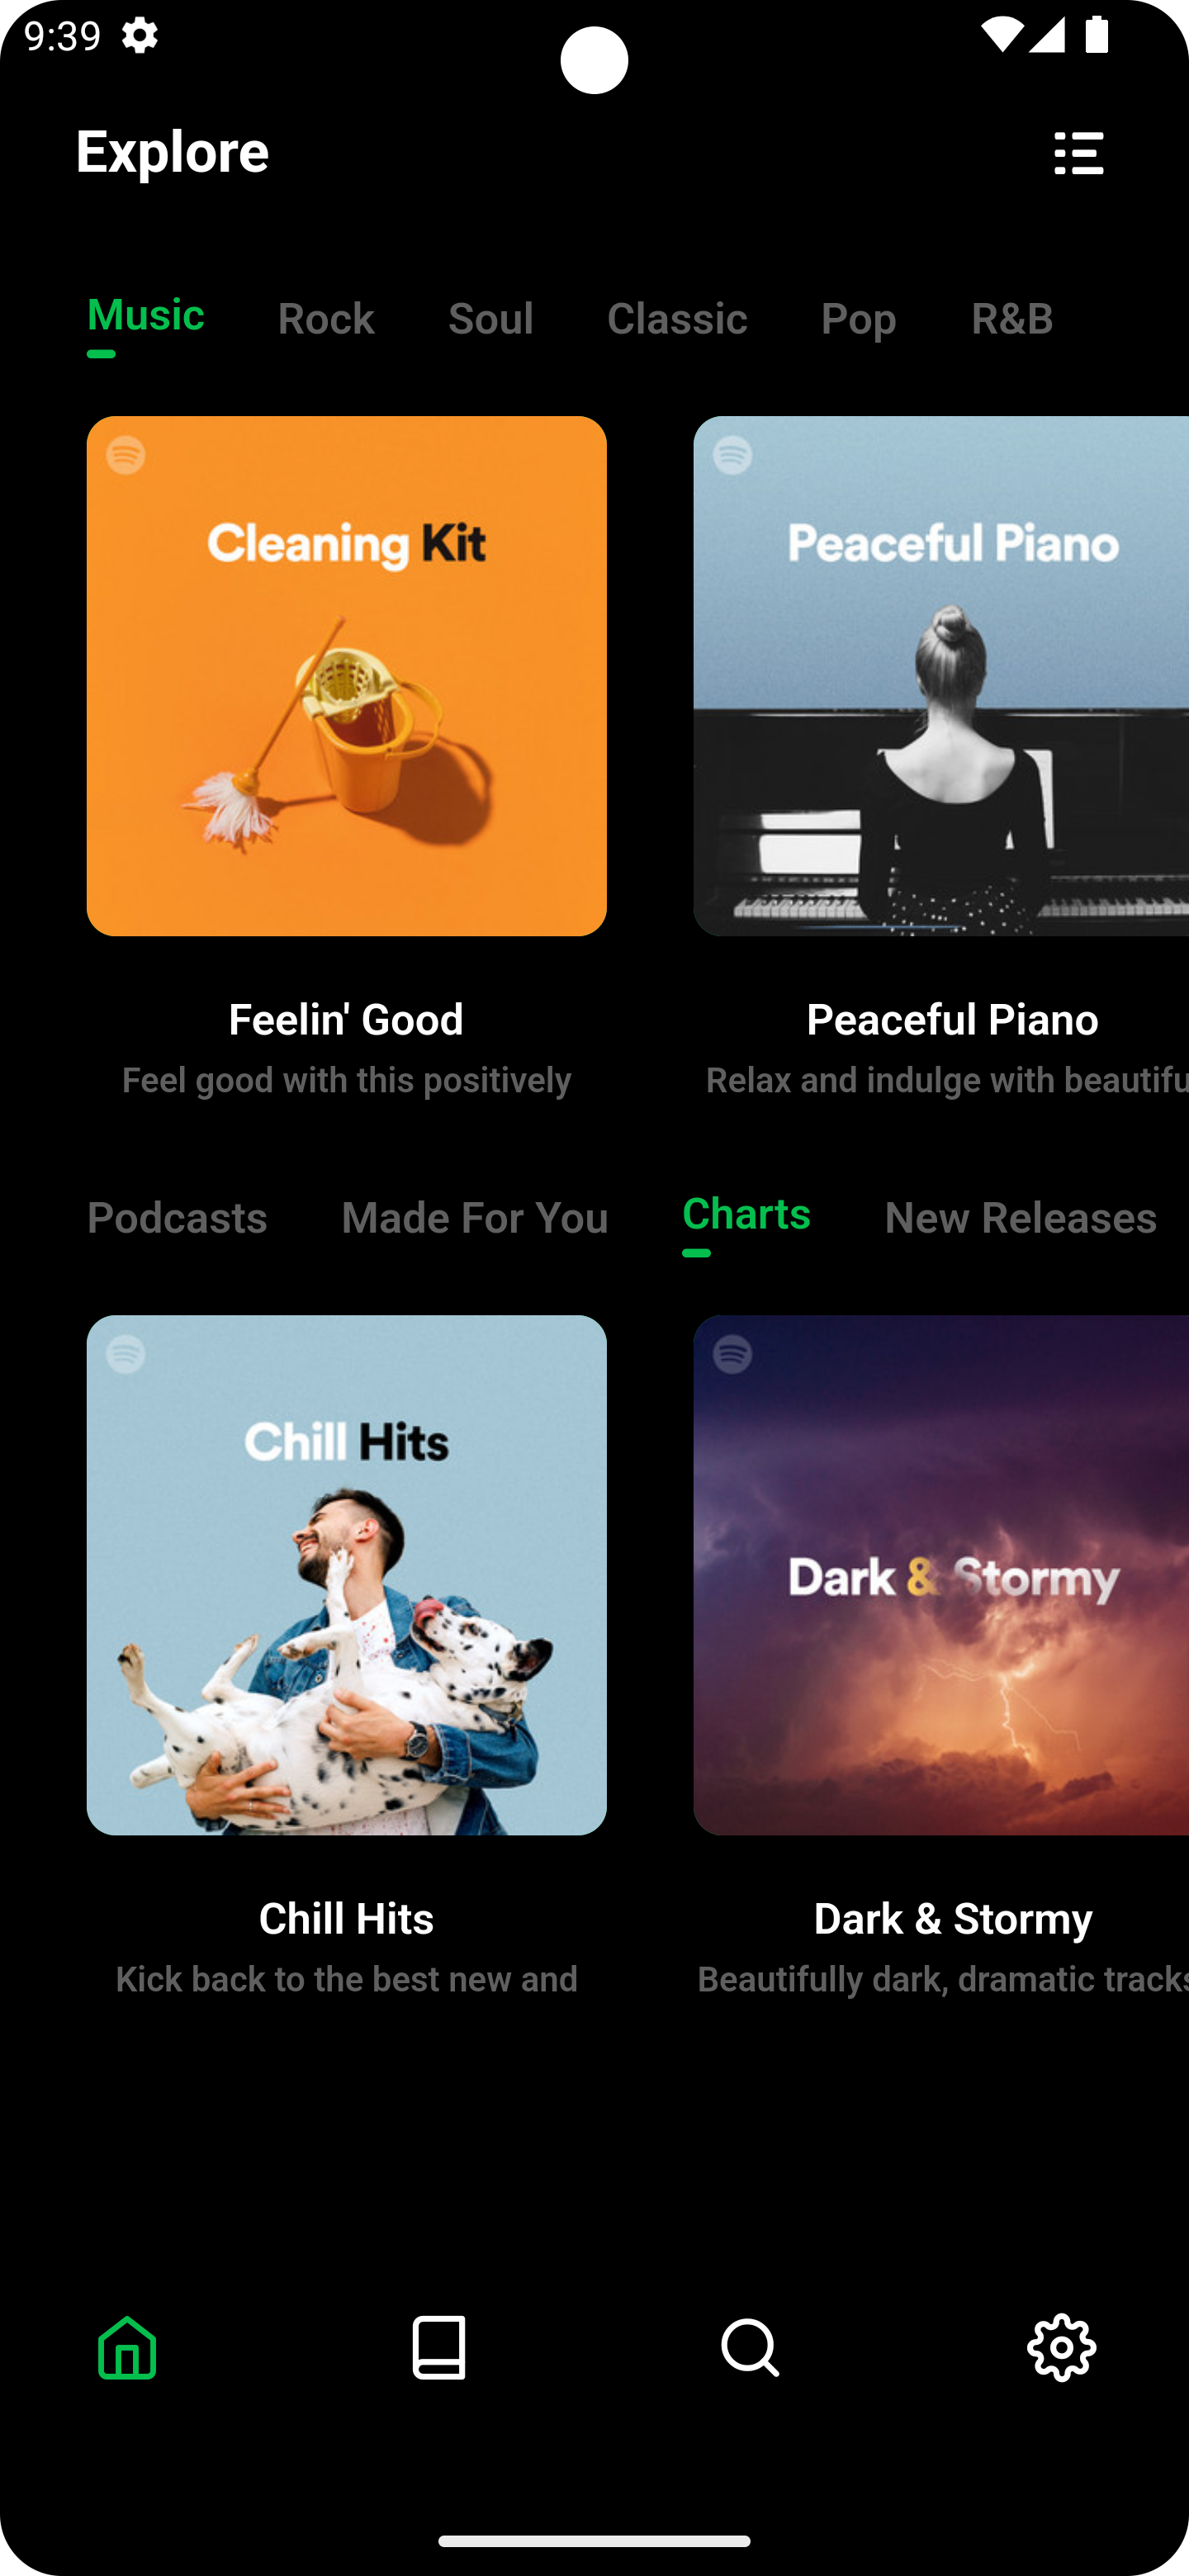 9:39
Explore
Music Rock Soul Classic Pop R&B
Cleaning Kit
Peaceful Piano
Feelin' Good
Peaceful Piano
Feel good with this positively
Relax and indulge with beautifu
Podcasts Made For You Charts New Releases
Chill Hits
Dark & Stormy
Chill Hits
Dark & Stormy
Kick back to the best new and
Beautifully dark, dramatic tracks